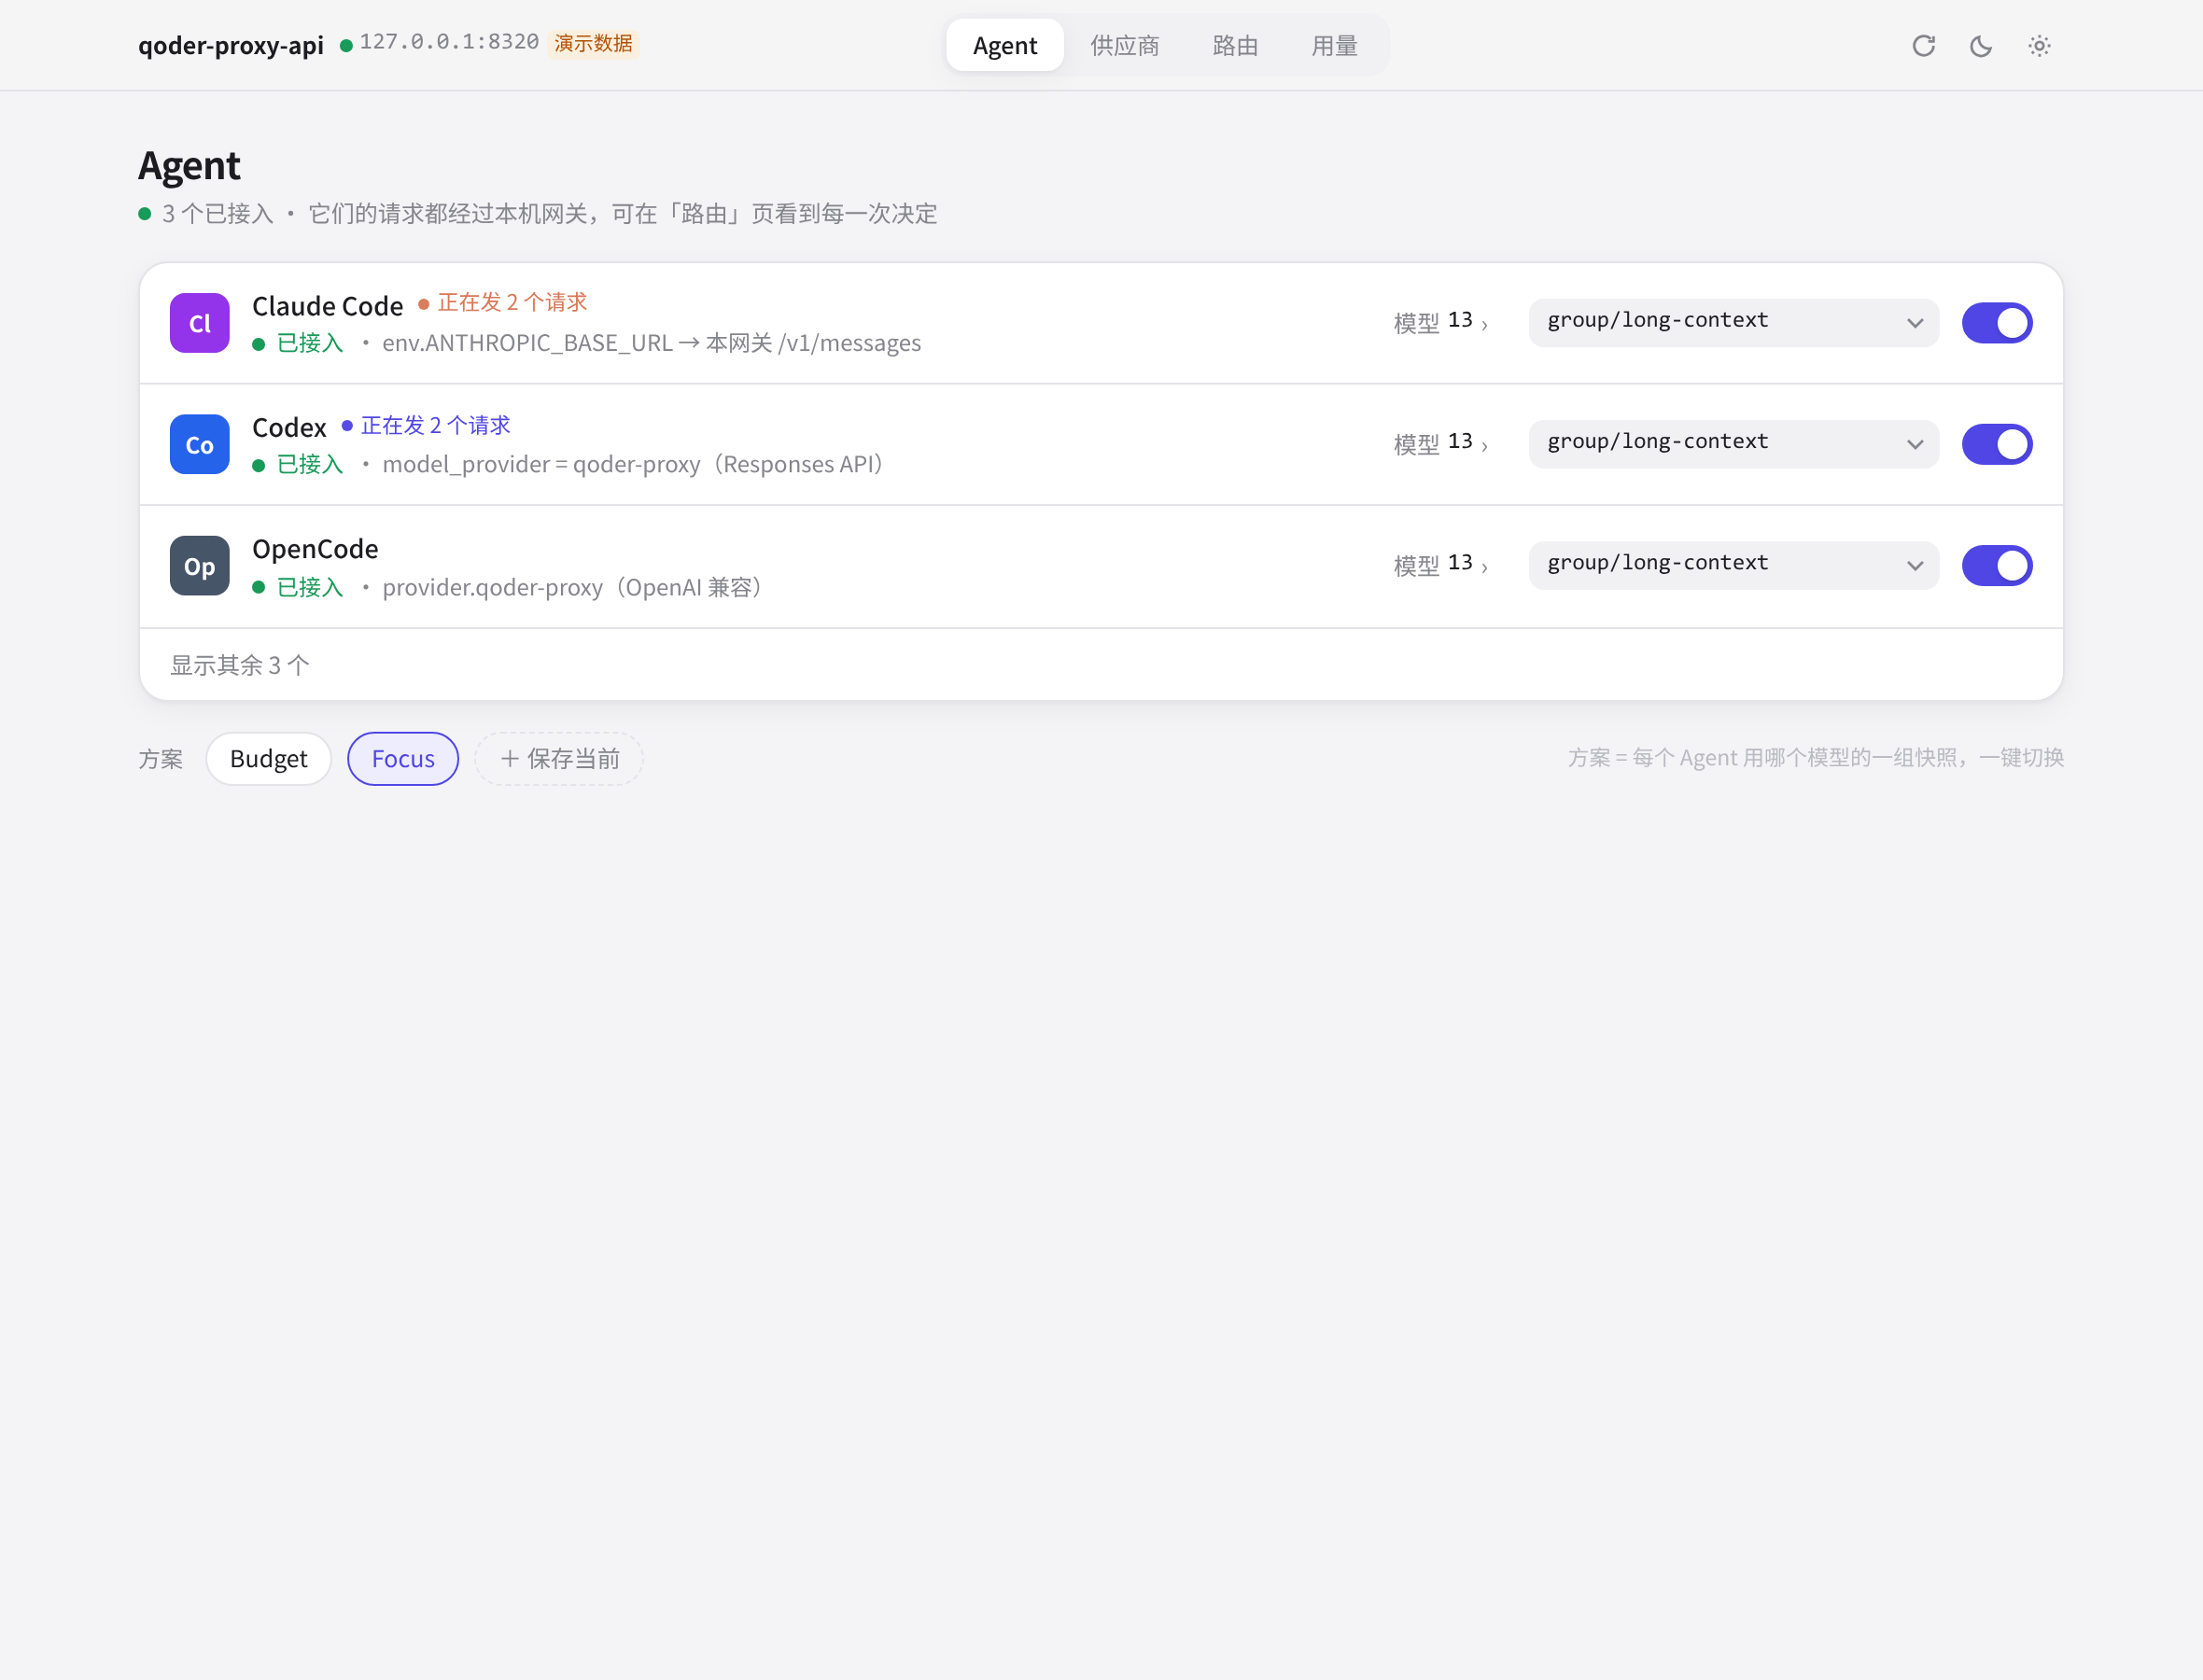 qoder-proxy-api 127.0.0.1:8320 演示数据 Agent 供应商 路由 用量
Agent
3 个已接入 · 它们的请求都经过本机网关，可在「路由」页看到每一次决定
Cl Claude Code 正在发 2 个请求 模型 13 › group/long-context
已接入 · env.ANTHROPIC_BASE_URL → 本网关 /v1/messages
Co Codex 正在发 2 个请求 模型 13 › group/long-context
已接入 · model_provider = qoder-proxy（Responses API）
Op OpenCode 模型 13 › group/long-context
已接入 · provider.qoder-proxy（OpenAI 兼容）
显示其余 3 个
方案 Budget Focus ＋ 保存当前 方案 = 每个 Agent 用哪个模型的一组快照，一键切换